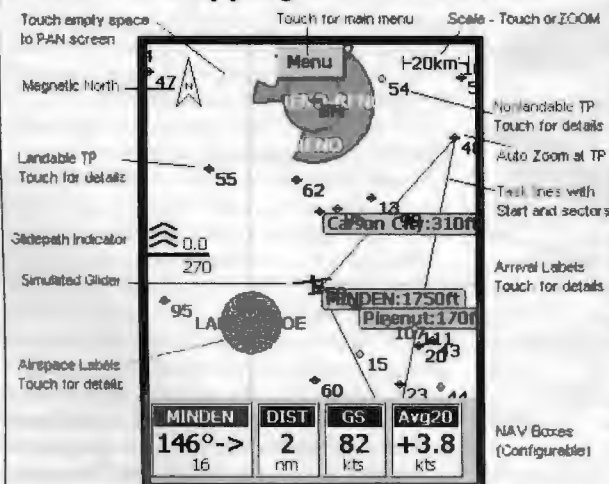 Touch empty space
to PAN screen
Touch for main menu
Scale - Touch or ZOOM
Menu
20km
47
54
Magnetic North
Nonlandable TP
Touch for details
RENO
Auto Zoom at TP
Landable TP
Touch for details
55
62
Task lines with
Start and sectors
13
Carson City:310ft
Glidepath Indicator
0.0
270
Arrival Labels
Touch for details
Simulated Glider
MINDEN:1750ft
95
15
20
Airspace Labels
Touch for details
60
23
44
MINDEN
146°->
16
DIST
2
nm
GS
82
kts
Avg20
+3.8
kts
NAV Boxes
(Configurable)